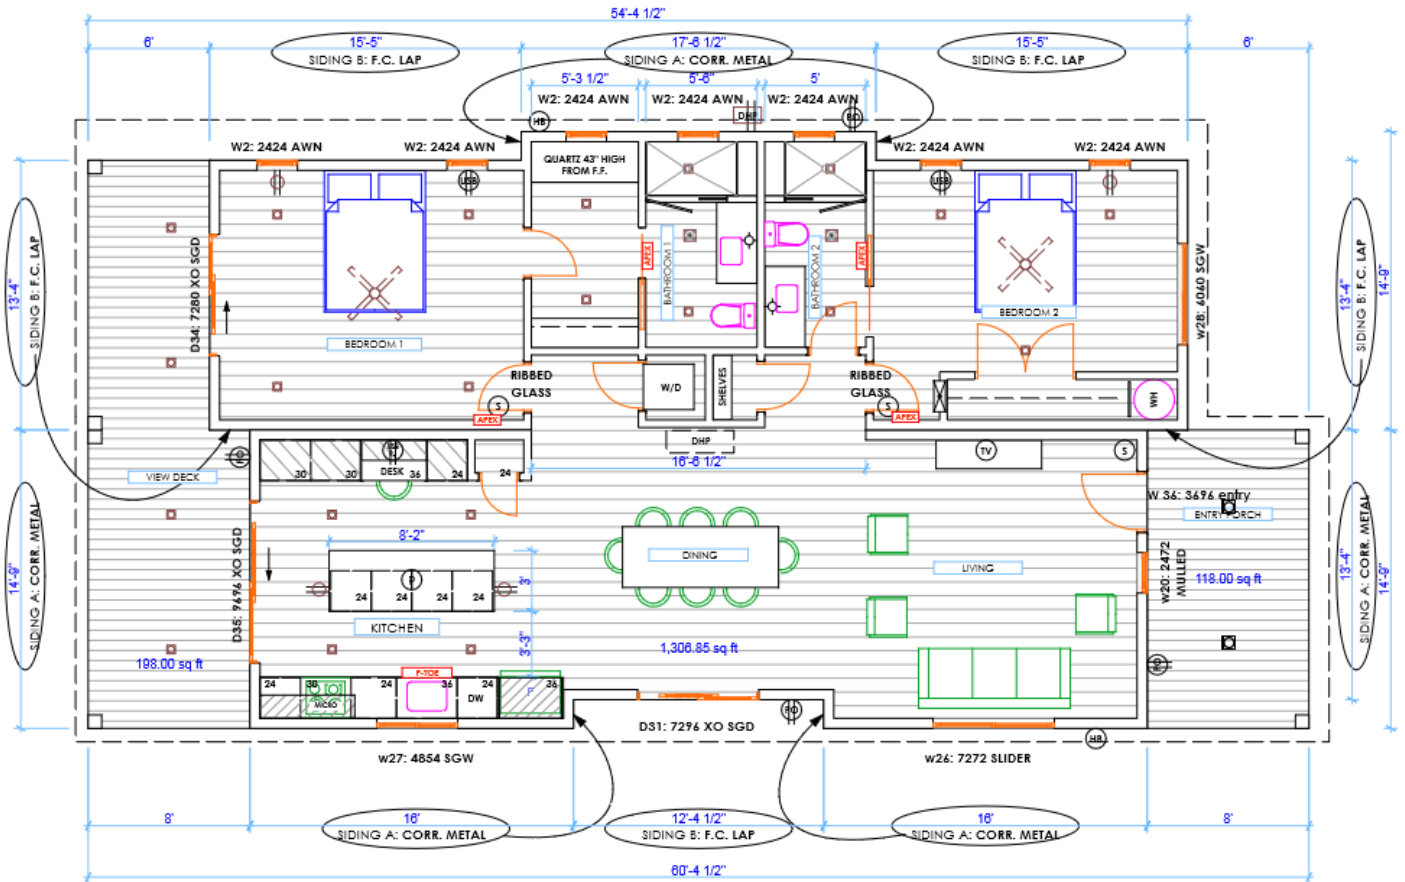 54'-4 1/2"
6'
15'-5"
17'-6 1/2"
15'-5"
6'
SIDING B: F.C. LAP
SIDING A: CORR. METAL
SIDING B: F.C. LAP
5'-3 1/2"
5'-6"
5'
W2: 2424 AWN
W2: 2424 AWN
W2: 2424 AWN
HB
DHP
W2: 2424 AWN
W2: 2424 AWN
W2: 2424 AWN
QUARTZ 43" HIGH
FROM F.F.
USB
USB
13'-4"
SIDING B: F.C. LAP
D34: 7280 XO SGD
APEX
BATHROOM 1
BATHROOM 2
APEX
W28: 6060 SGW
13'-4"
SIDING B: F.C. LAP
14'-9"
BEDROOM 1
BEDROOM 2
RIBBED
GLASS
W/D
SHELVES
RIBBED
GLASS
S
S
WH
APEX
APEX
DHP
16'-6 1/2"
TV
S
VIEW DECK
30
30
DESK
36
24
24
W 36: 3696 entry
ENTRY PORCH
14'-9"
SIDING A: CORR. METAL
D35: 9696 XO SGD
8'-2"
P
24
24
24
24
3'
3'-3"
DINING
LIVING
W20: 2472
MULLED
118.00 sq ft
13'-4"
SIDING A: CORR. METAL
14'-9"
KITCHEN
198.00 sq ft
1,306.85 sq ft
F-TOE
24
30
24
36
36
MICRO
DW
F
D31: 7296 XO SGD
HB
w27: 4854 SGW
w26: 7272 SLIDER
8'
16'
12'-4 1/2"
16'
8'
SIDING A: CORR. METAL
SIDING B: F.C. LAP
SIDING A: CORR. METAL
60'-4 1/2"